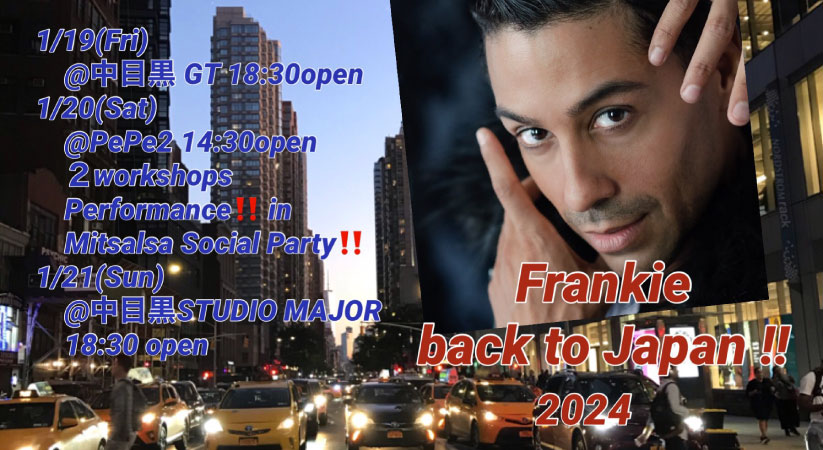 1/19(Fri)
@中目黒 GT 18:30open
1/20(Sat)
@PePe2 14:30open
２workshops
Performance‼️ in
Mitsalsa Social Party‼️
1/21(Sun)
@中目黒STUDIO MAJOR
18:30 open
Frankie
back to Japan !!
2024